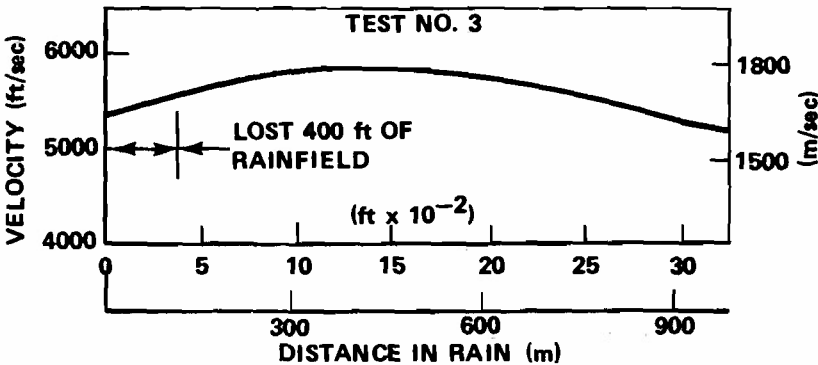 TEST NO. 3
VELOCITY (ft/sec)
6000
5000
4000
1800
1500
(m/sec)
LOST 400 ft OF
RAINFIELD
(ft x 10⁻²)
0 5 10 15 20 25 30
300 600 900
DISTANCE IN RAIN (m)